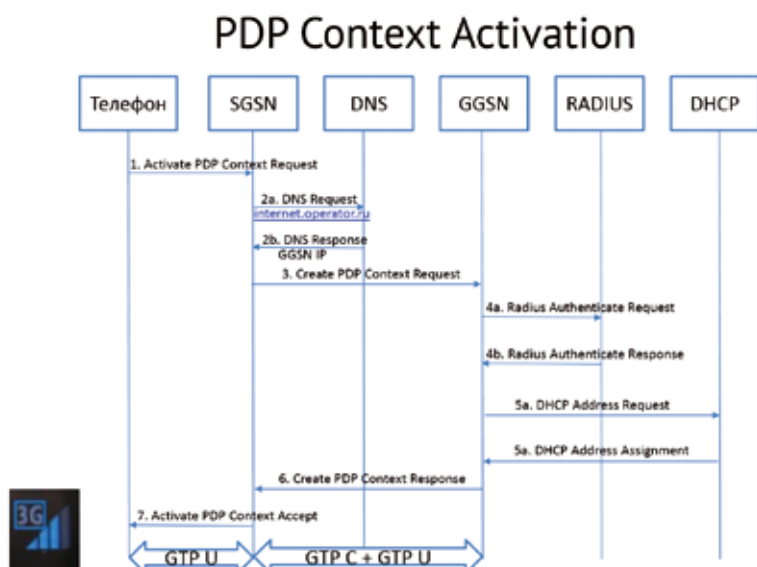 PDP Context Activation
Телефон
SGSN
DNS
GGSN
RADIUS
DHCP
1. Activate PDP Context Request
2a. DNS Request
internet.operator.ru
2b. DNS Response
GGSN IP
3. Create PDP Context Request
4a. Radius Authenticate Request
4b. Radius Authenticate Response
5a. DHCP Address Request
5a. DHCP Address Assignment
6. Create PDP Context Response
7. Activate PDP Context Accept
3G
GTP U
GTP C + GTP U